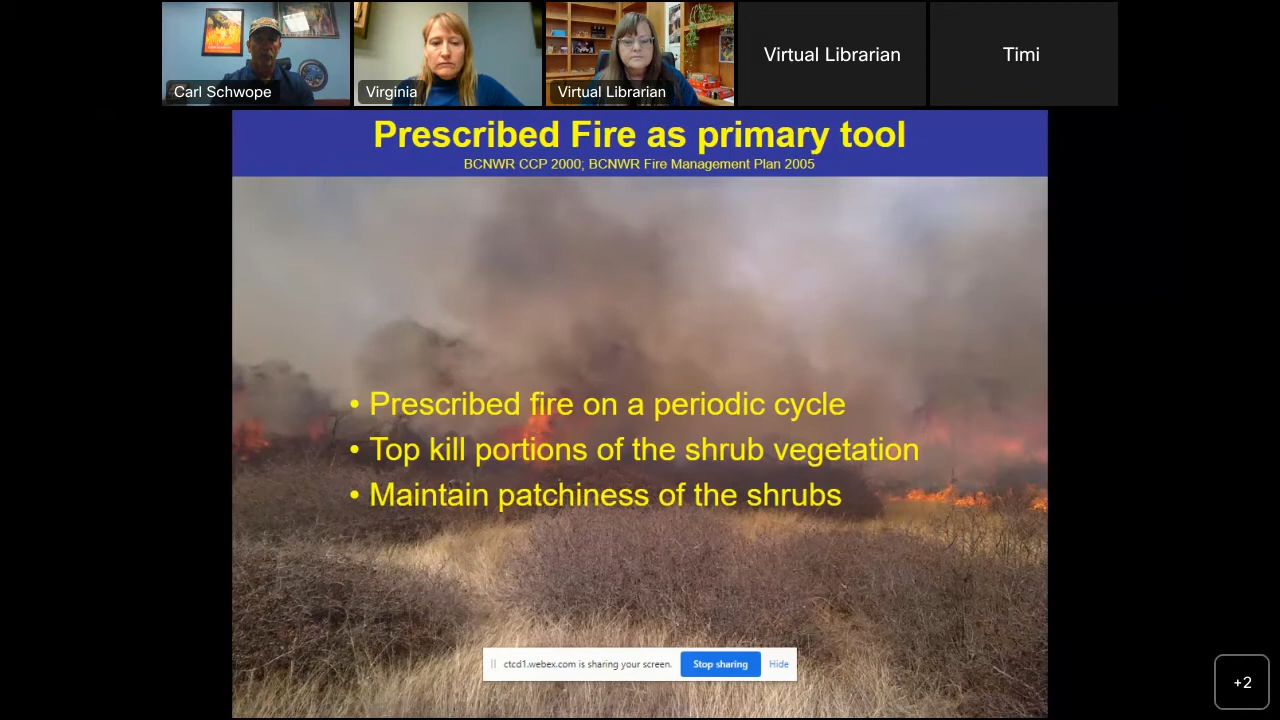 Carl Schwope
Virginia
Virtual Librarian
Virtual Librarian
Timi
Prescribed Fire as primary tool
BCNWR CCP 2000; BCNWR Fire Management Plan 2005
• Prescribed fire on a periodic cycle
• Top kill portions of the shrub vegetation
• Maintain patchiness of the shrubs
ctcd1.webex.com is sharing your screen. Stop sharing Hide
+2